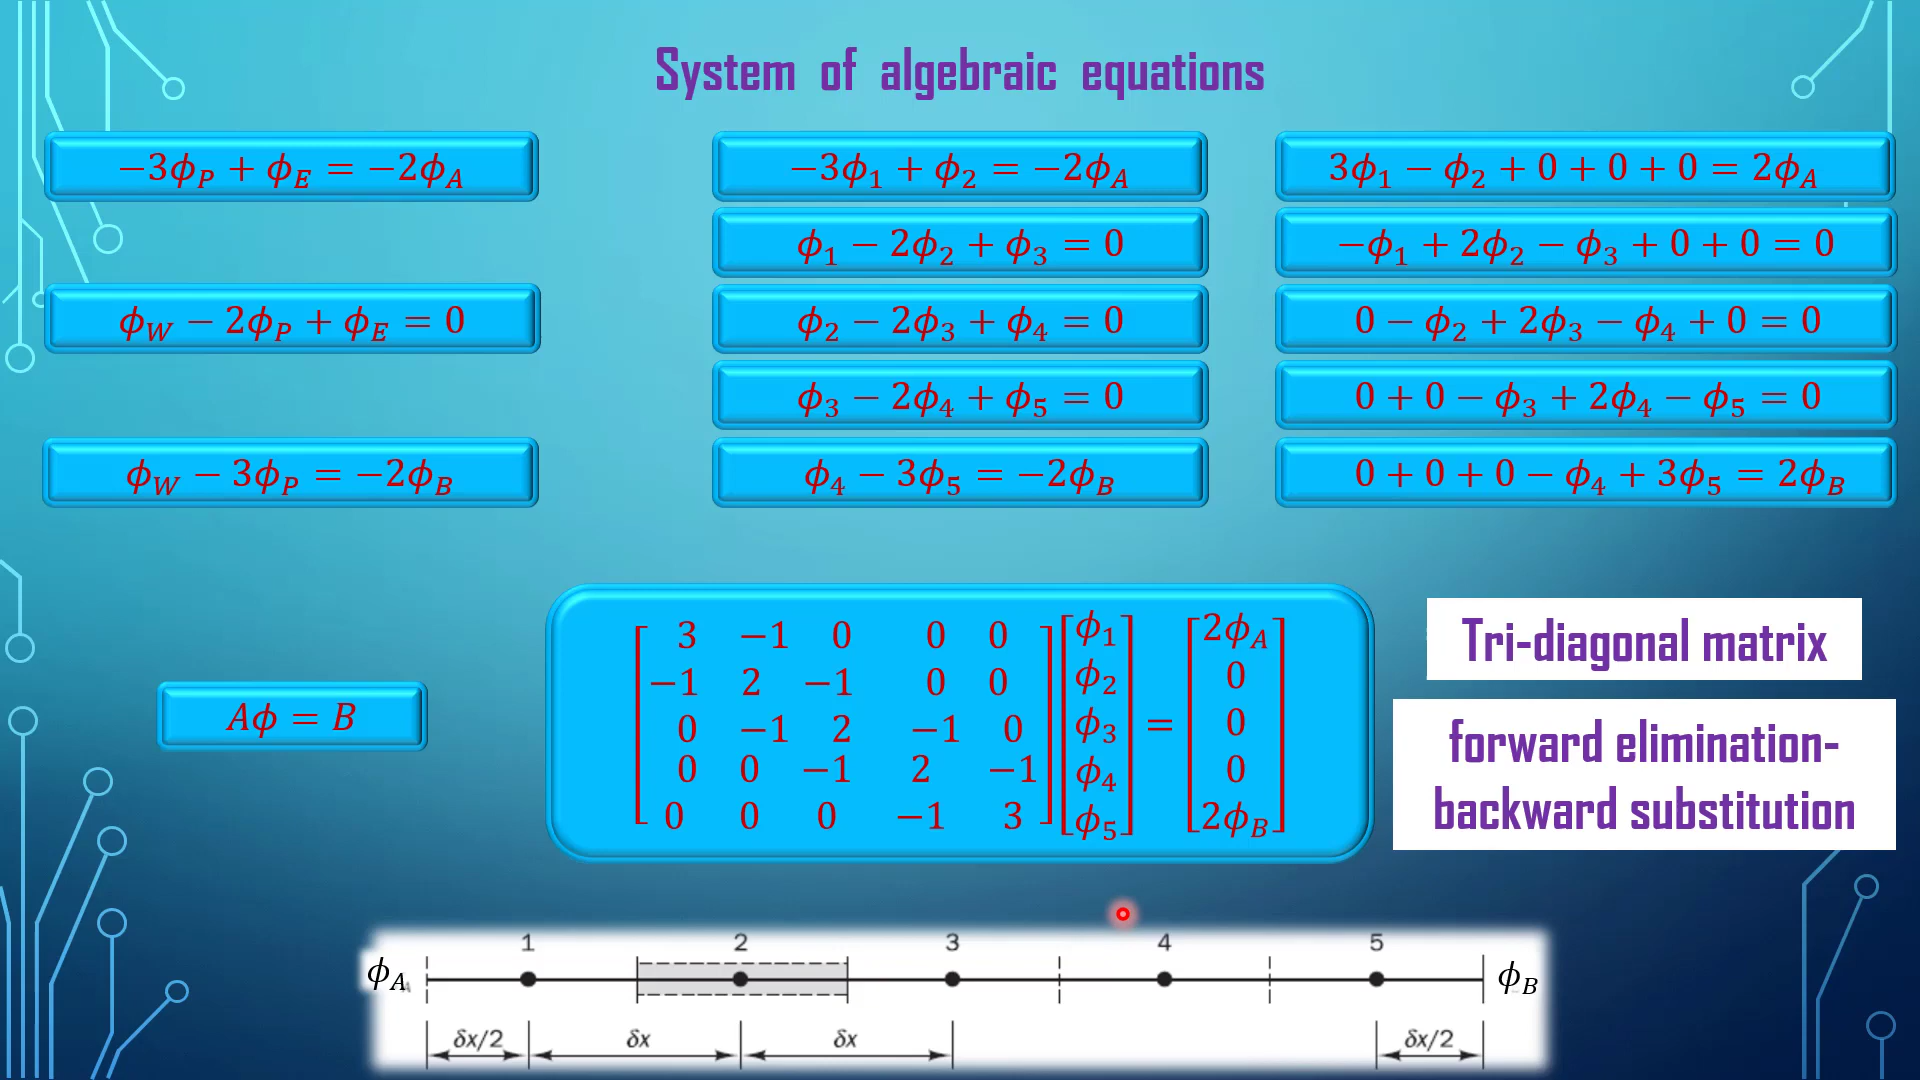 System of algebraic equations
−3ϕ_P + ϕ_E = −2ϕ_A
ϕ_W − 2ϕ_P + ϕ_E = 0
ϕ_W − 3ϕ_P = −2ϕ_B
−3ϕ_1 + ϕ_2 = −2ϕ_A
ϕ_1 − 2ϕ_2 + ϕ_3 = 0
ϕ_2 − 2ϕ_3 + ϕ_4 = 0
ϕ_3 − 2ϕ_4 + ϕ_5 = 0
ϕ_4 − 3ϕ_5 = −2ϕ_B
3ϕ_1 − ϕ_2 + 0 + 0 + 0 = 2ϕ_A
−ϕ_1 + 2ϕ_2 − ϕ_3 + 0 + 0 = 0
0 − ϕ_2 + 2ϕ_3 − ϕ_4 + 0 = 0
0 + 0 − ϕ_3 + 2ϕ_4 − ϕ_5 = 0
0 + 0 + 0 − ϕ_4 + 3ϕ_5 = 2ϕ_B
Aϕ = B
3 −1 0 0 0 ϕ_1 2ϕ_A
−1 2 −1 0 0 ϕ_2 0
0 −1 2 −1 0 ϕ_3 = 0
0 0 −1 2 −1 ϕ_4 0
0 0 0 −1 3 ϕ_5 2ϕ_B
Tri-diagonal matrix
forward elimination-
backward substitution
1 2 3 4 5
ϕ_A ϕ_B
δx/2 δx δx δx/2